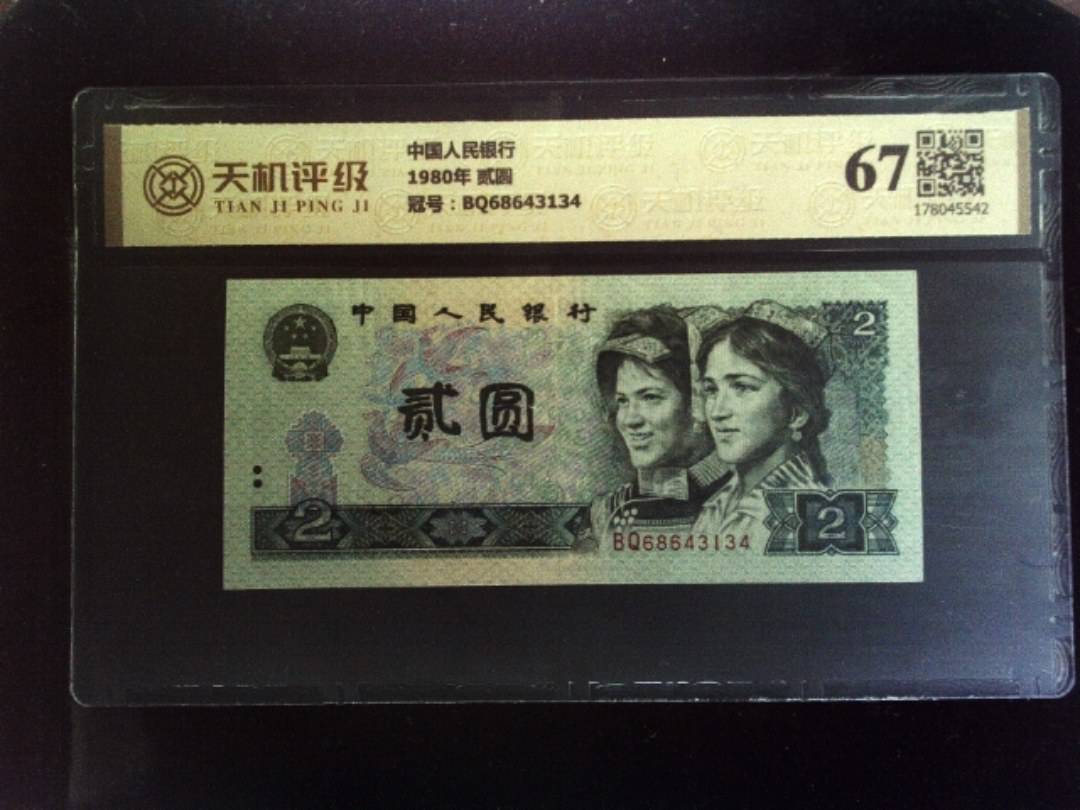 天机评级
TIAN JI PING JI
中国人民银行
1980年 贰圆
冠号：BQ68643134
67
178045542
中国人民银行
2
贰圆
2
BQ68643134
2